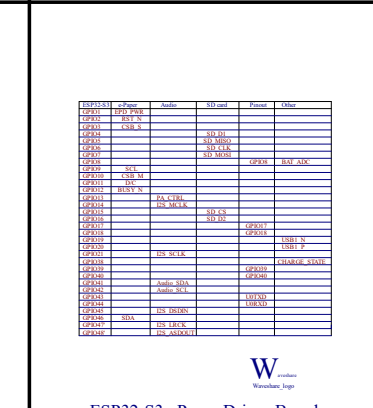 ESP32-S3 e-Paper Audio SD card Pinout Other
GPIO1 EPD_PWR
GPIO2 RST_N
GPIO3 CSB_S
GPIO4 SD_D1
GPIO5 SD_MISO
GPIO6 SD_CLK
GPIO7 SD_MOSI
GPIO8 GPIO8 BAT_ADC
GPIO9 SCL
GPIO10 CSB_M
GPIO11 D/C
GPIO12 BUSY_N
GPIO13 PA_CTRL
GPIO14 I2S_MCLK
GPIO15 SD_CS
GPIO16 SD_D2
GPIO17 GPIO17
GPIO18 GPIO18
GPIO19 USB1_N
GPIO20 USB1_P
GPIO21 I2S_SCLK
GPIO38 CHARGE_STATE
GPIO39 GPIO39
GPIO40 GPIO40
GPIO41 Audio_SDA
GPIO42 Audio_SCL
GPIO43 U0TXD
GPIO44 U0RXD
GPIO45 I2S_DSDIN
GPIO46 SDA
GPIO47' I2S_LRCK
GPIO48' I2S_ASDOUT
Waveshare
Waveshare_logo